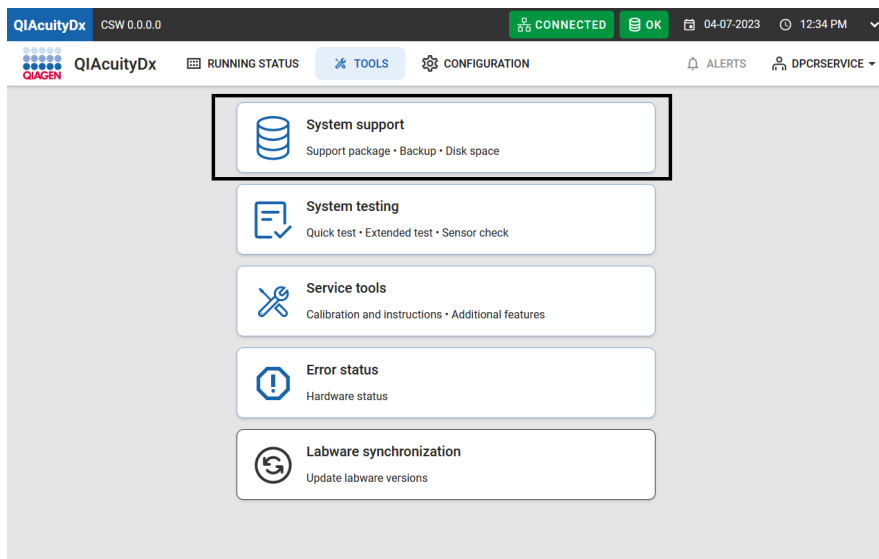 QIAcuityDx CSW 0.0.0.0 CONNECTED OK 04-07-2023 12:34 PM
QIAGEN QIAcuityDx RUNNING STATUS TOOLS CONFIGURATION ALERTS DPCRSERVICE
System support
Support package • Backup • Disk space
System testing
Quick test • Extended test • Sensor check
Service tools
Calibration and instructions • Additional features
Error status
Hardware status
Labware synchronization
Update labware versions